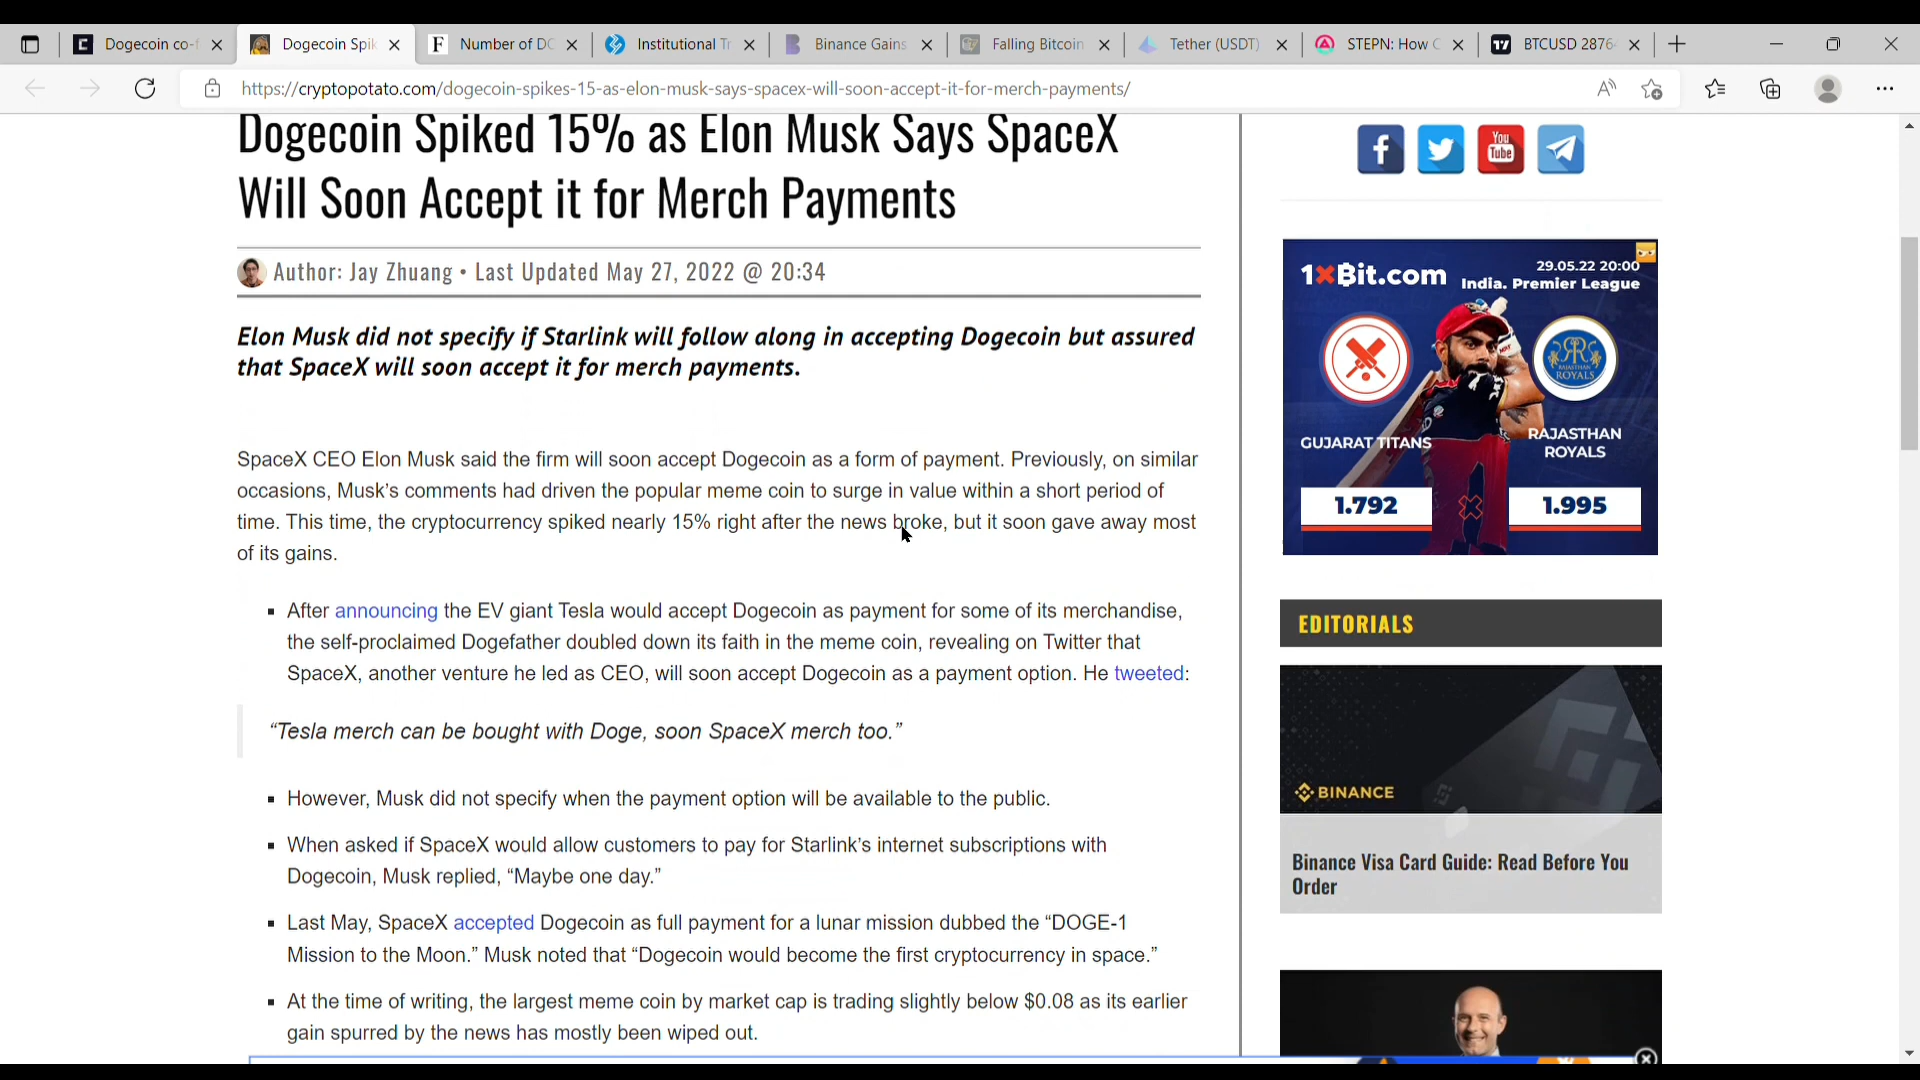 Dogecoin co-f
Dogecoin Spik
Number of DO
Institutional Tr
Binance Gains
Falling Bitcoin
Tether (USDT)
STEPN: How C
BTCUSD 2876
https://cryptopotato.com/dogecoin-spikes-15-as-elon-musk-says-spacex-will-soon-accept-it-for-merch-payments/
Dogecoin Spiked 15% as Elon Musk Says SpaceX
Will Soon Accept it for Merch Payments
Author: Jay Zhuang • Last Updated May 27, 2022 @ 20:34
Elon Musk did not specify if Starlink will follow along in accepting Dogecoin but assured
that SpaceX will soon accept it for merch payments.
SpaceX CEO Elon Musk said the firm will soon accept Dogecoin as a form of payment. Previously, on similar
occasions, Musk's comments had driven the popular meme coin to surge in value within a short period of
time. This time, the cryptocurrency spiked nearly 15% right after the news broke, but it soon gave away most
of its gains.
▪ After announcing the EV giant Tesla would accept Dogecoin as payment for some of its merchandise,
the self-proclaimed Dogefather doubled down its faith in the meme coin, revealing on Twitter that
SpaceX, another venture he led as CEO, will soon accept Dogecoin as a payment option. He tweeted:
“Tesla merch can be bought with Doge, soon SpaceX merch too.”
▪ However, Musk did not specify when the payment option will be available to the public.
▪ When asked if SpaceX would allow customers to pay for Starlink's internet subscriptions with
Dogecoin, Musk replied, “Maybe one day.”
▪ Last May, SpaceX accepted Dogecoin as full payment for a lunar mission dubbed the “DOGE-1
Mission to the Moon.” Musk noted that “Dogecoin would become the first cryptocurrency in space.”
▪ At the time of writing, the largest meme coin by market cap is trading slightly below $0.08 as its earlier
gain spurred by the news has mostly been wiped out.
You
Tube
1xBit.com
29.05.22 20:00
India. Premier League
RAJASTHAN
ROYALS
GUJARAT TITANS
RAJASTHAN
ROYALS
1.792
1.995
EDITORIALS
BINANCE
Binance Visa Card Guide: Read Before You
Order